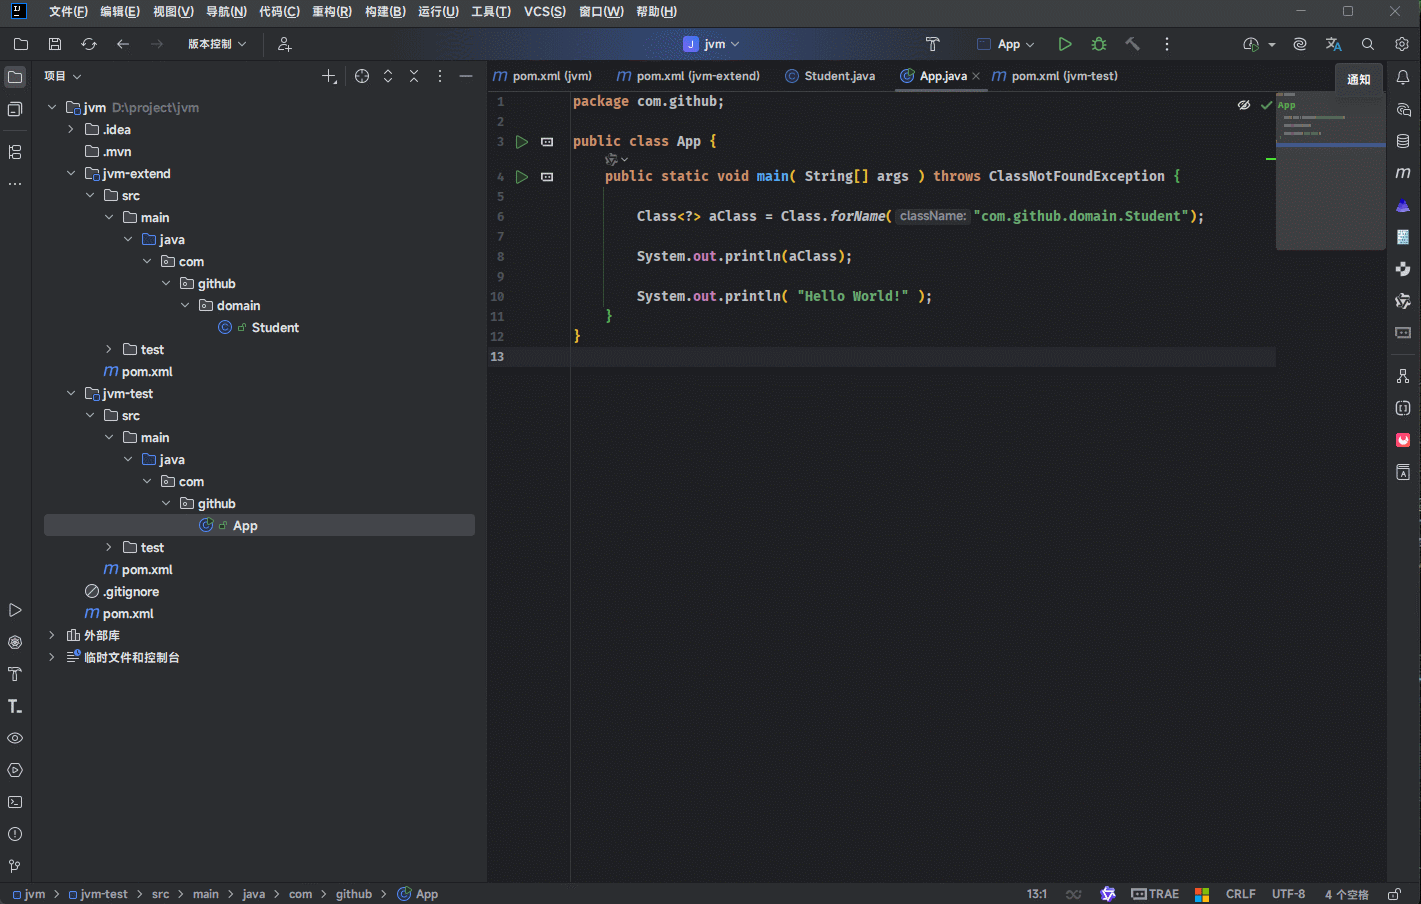 文件(F) 编辑(E) 视图(V) 导航(N) 代码(C) 重构(R) 构建(B) 运行(U) 工具(T) VCS(S) 窗口(W) 帮助(H)
版本控制
J jvm
App
项目
jvm D:\project\jvm
.idea
.mvn
jvm-extend
src
main
java
com
github
domain
Student
test
pom.xml
jvm-test
src
main
java
com
github
App
test
pom.xml
.gitignore
pom.xml
外部库
临时文件和控制台
pom.xml (jvm) pom.xml (jvm-extend) Student.java App.java pom.xml (jvm-test)
通知
App
1 package com.github;
2
3 public class App {
4 public static void main( String[] args ) throws ClassNotFoundException {
5
6 Class<?> aClass = Class.forName( className: "com.github.domain.Student");
7
8 System.out.println(aClass);
9
10 System.out.println( "Hello World!" );
11 }
12 }
13
jvm > jvm-test > src > main > java > com > github > App
13:1 TRAE CRLF UTF-8 4 个空格